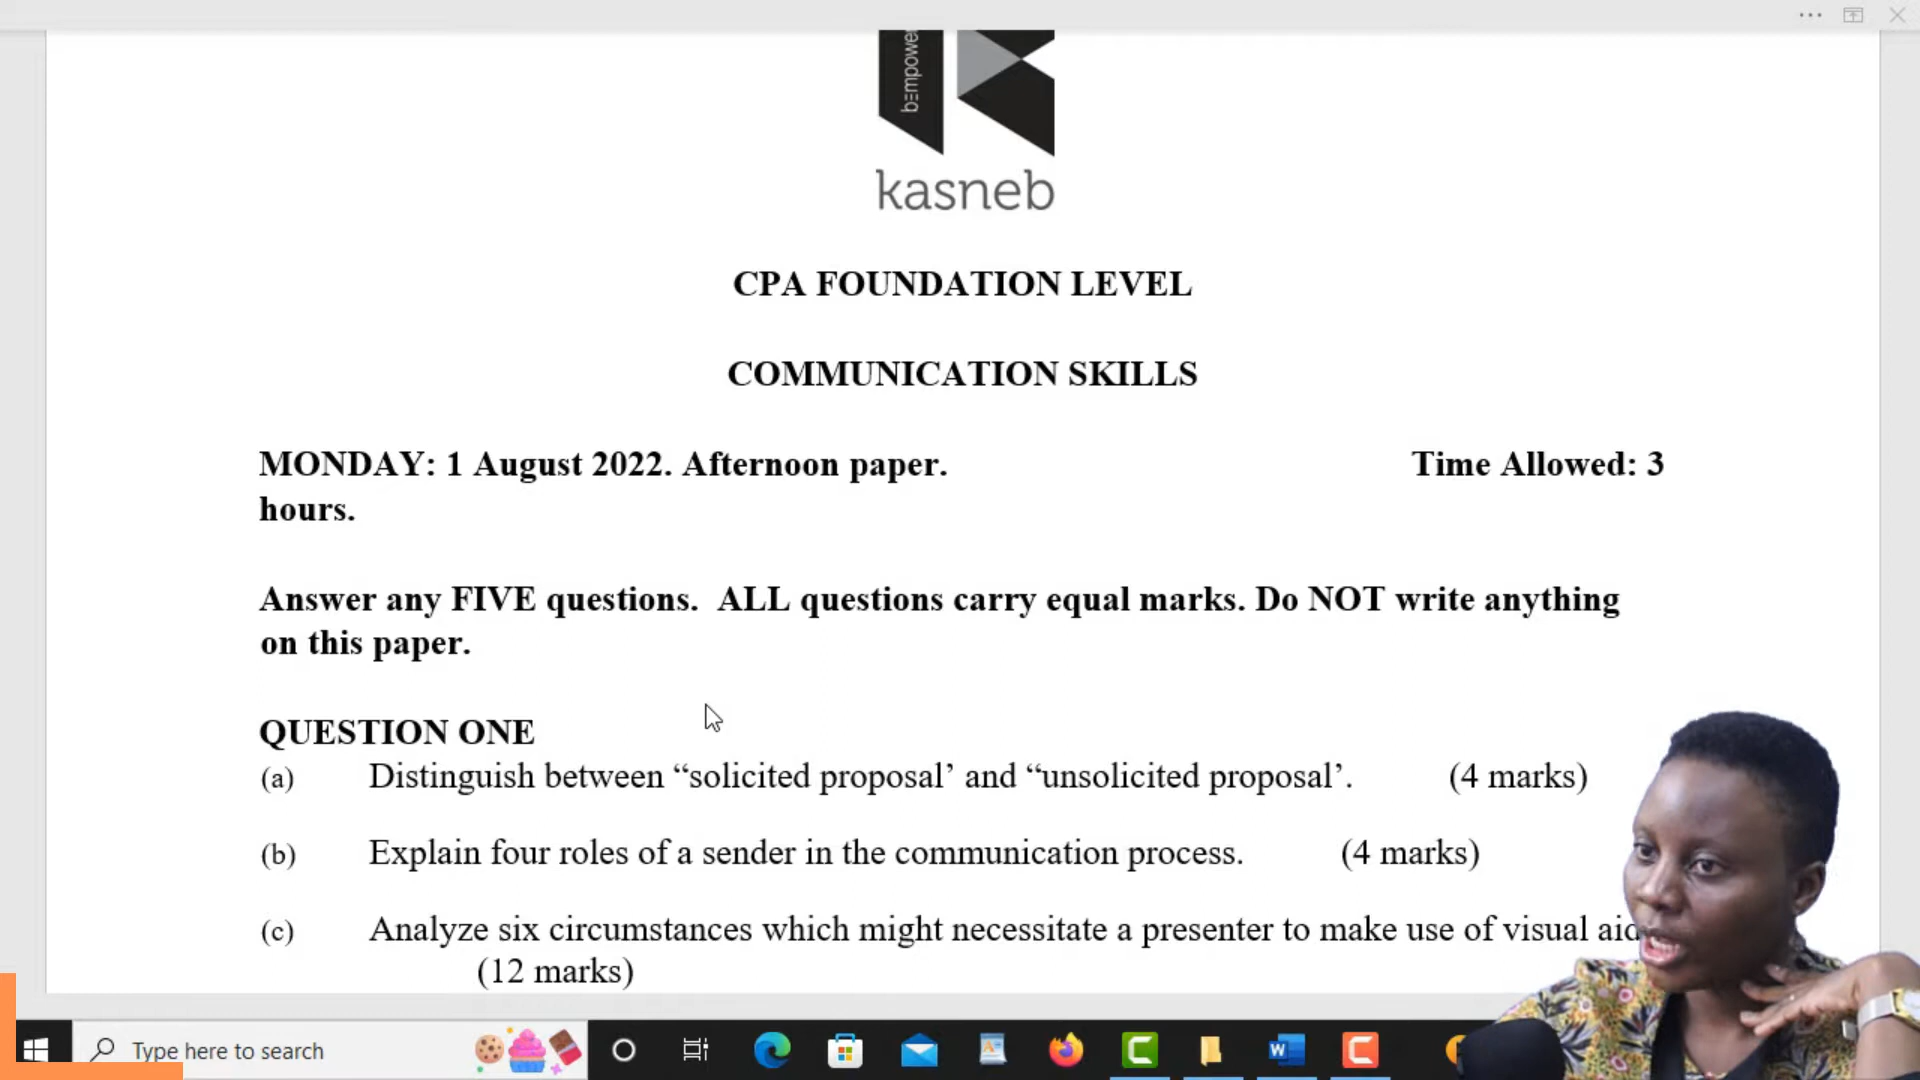 bΞmpower
kasneb
CPA FOUNDATION LEVEL
COMMUNICATION SKILLS
MONDAY: 1 August 2022. Afternoon paper. Time Allowed: 3
hours.
Answer any FIVE questions.  ALL questions carry equal marks. Do NOT write anything
on this paper.
QUESTION ONE
(a) Distinguish between “solicited proposal’ and “unsolicited proposal’. (4 marks)
(b) Explain four roles of a sender in the communication process. (4 marks)
(c) Analyze six circumstances which might necessitate a presenter to make use of visual
(12 marks)
Type here to search